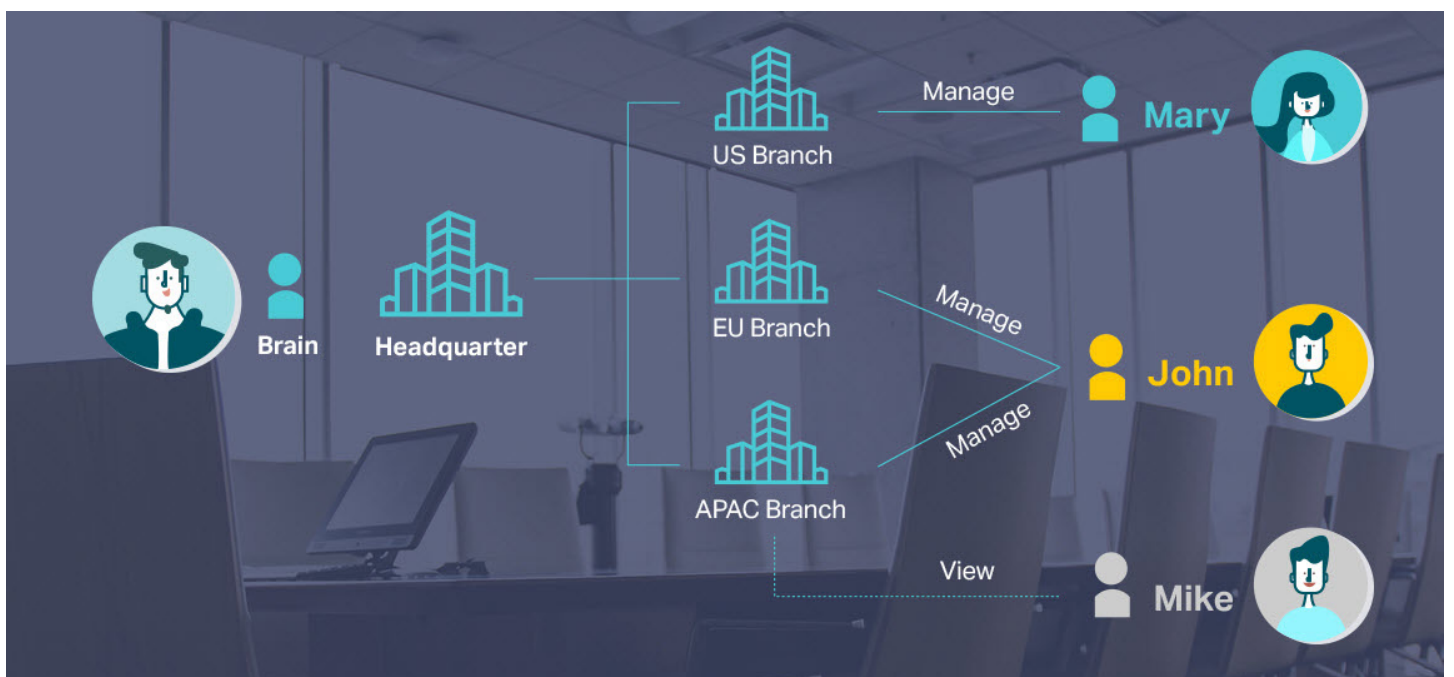 US Branch
Manage
Mary
Brain
Headquarter
EU Branch
Manage
John
Manage
APAC Branch
View
Mike